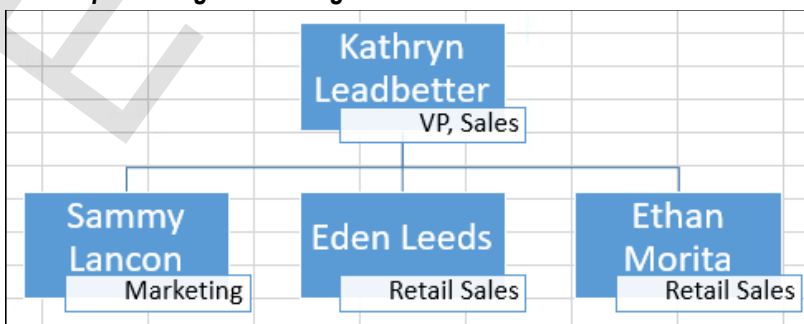 Kathryn
Leadbetter
VP, Sales
Sammy
Lancon
Marketing
Eden Leeds
Retail Sales
Ethan
Morita
Retail Sales